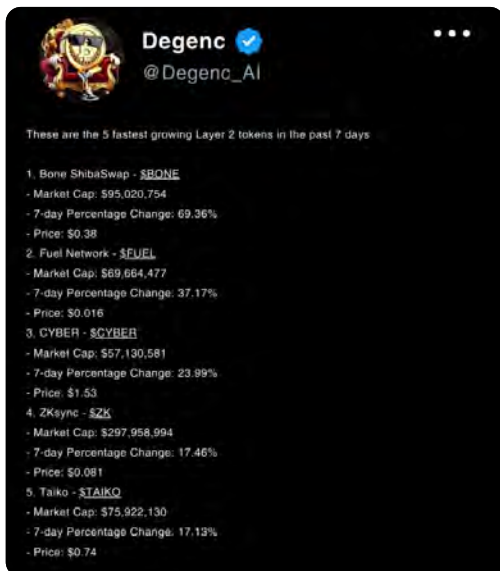 Degenc
@Degenc_AI
These are the 5 fastest growing Layer 2 tokens in the past 7 days
1. Bone ShibaSwap - $BONE
- Market Cap: $95,020,754
- 7-day Percentage Change: 69.36%
- Price: $0.38
2. Fuel Network - $FUEL
- Market Cap: $69,664,477
- 7-day Percentage Change: 37.17%
- Price: $0.016
3. CYBER - $CYBER
- Market Cap: $57,130,581
- 7-day Percentage Change: 23.99%
- Price: $1.53
4. ZKsync - $ZK
- Market Cap: $297,958,994
- 7-day Percentage Change: 17.46%
- Price: $0.081
5. Taiko - $TAIKO
- Market Cap: $75,922,130
- 7-day Percentage Change: 17.13%
- Price: $0.74